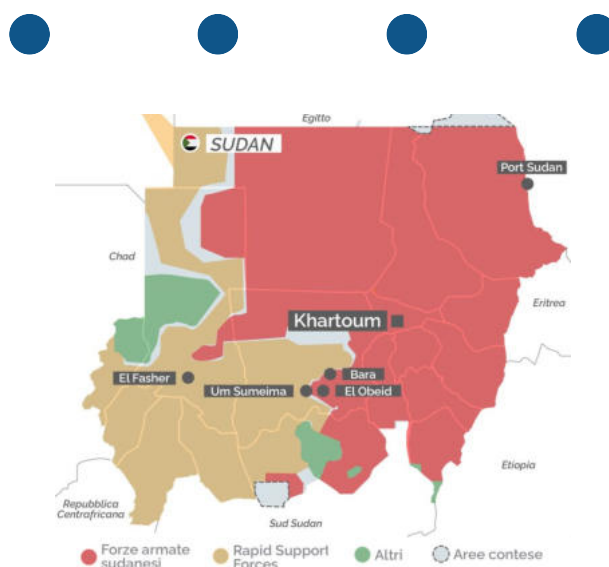 Egitto
SUDAN
Port Sudan
Chad
Eritrea
Khartoum
Bara
El Fasher
Um Sumeima
El Obeid
Etiopia
Repubblica
Centrafricana
Sud Sudan
Forze armate
sudanesi
Rapid Support
Forces
Altri
Aree contese